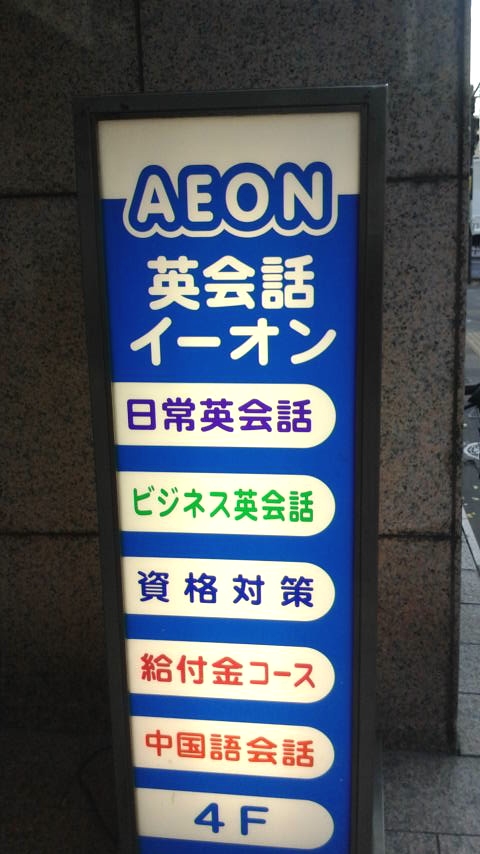 AEON
英会話
イーオン
日常英会話
ビジネス英会話
資格対策
給付金コース
中国語会話
4F